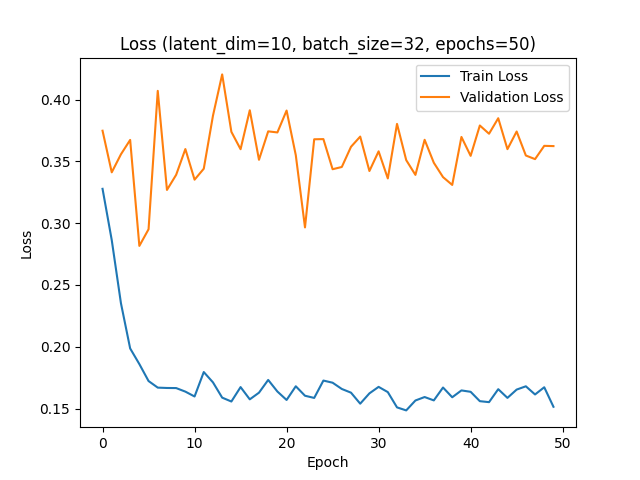 Loss (latent_dim=10, batch_size=32, epochs=50)
Train Loss
Validation Loss
0.40
0.35
0.30
0.25
0.20
0.15
Loss
0 10 20 30 40 50
Epoch